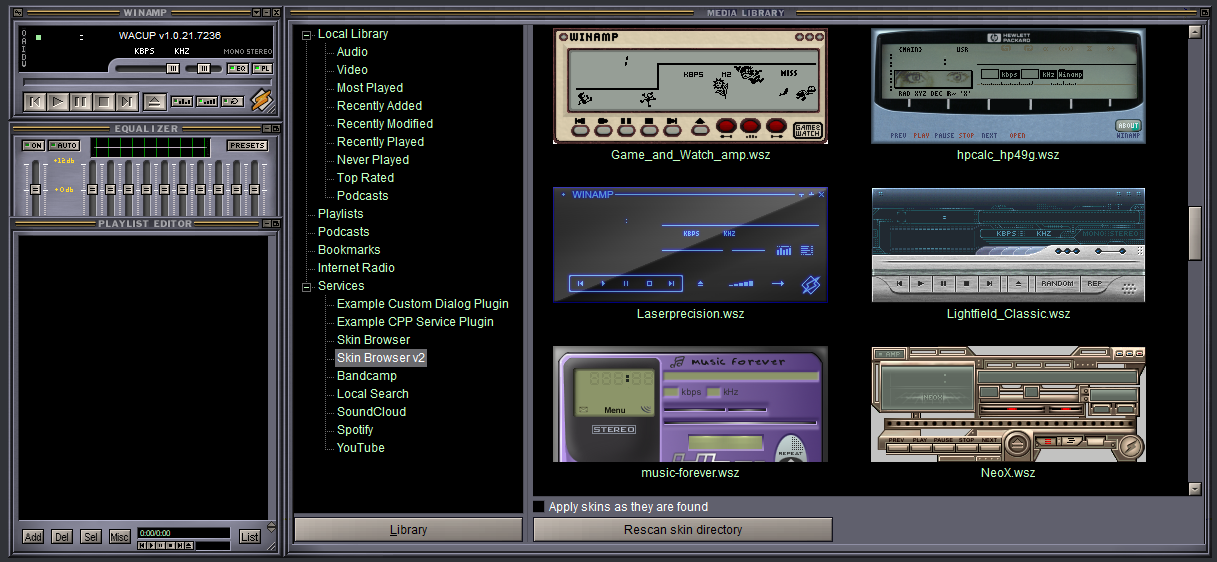 WINAMP
O
A
I
D
V
WACUP v1.0.21.7236
KBPS KHZ
MONO STEREO
EQ
PL
EQUALIZER
ON
AUTO
PRESETS
+12 db
+0 db
PLAYLIST EDITOR
Add
Del
Sel
Misc
0:00/0:00
List
MEDIA LIBRARY
Local Library
Audio
Video
Most Played
Recently Added
Recently Modified
Recently Played
Never Played
Top Rated
Podcasts
Playlists
Podcasts
Bookmarks
Internet Radio
Services
Example Custom Dialog Plugin
Example CPP Service Plugin
Skin Browser
Skin Browser v2
Bandcamp
Local Search
SoundCloud
Spotify
YouTube
Library
WINAMP
KBPS
MISS
GAME&WATCH
Game_and_Watch_amp.wsz
HEWLETT
PACKARD
{MAIN} USR
kbps kHz Winamp
RAD XYZ DEC R~ 'X'
PREV PLAY PAUSE STOP NEXT OPEN
ABOUT
WINAMP
hpcalc_hp49g.wsz
WINAMP
KBPS KHZ
Laserprecision.wsz
KBPS KHZ
MONO STEREO
RANDOM
REP
Lightfield_Classic.wsz
music forever
kbps kHz
Menu
STEREO
REPEAT
music-forever.wsz
AMP
NEOX
PREV PLAY PAUSE STOP NEXT
NeoX.wsz
Apply skins as they are found
Rescan skin directory